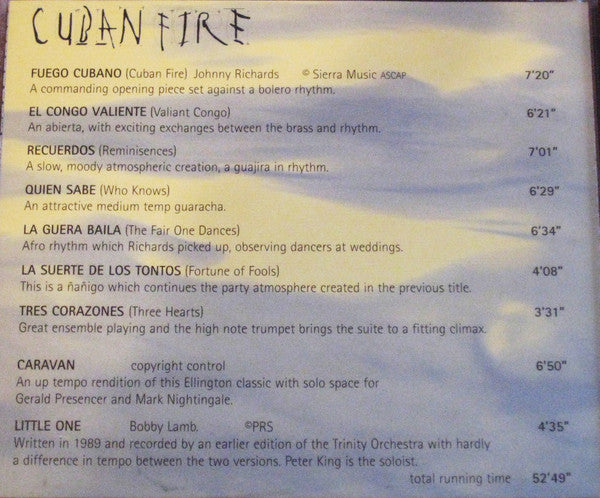 CUBAN FIRE
FUEGO CUBANO (Cuban Fire) Johnny Richards © Sierra Music ASCAP 7'20"
A commanding opening piece set against a bolero rhythm.
EL CONGO VALIENTE (Valiant Congo) 6'21"
An abierta, with exciting exchanges between the brass and rhythm.
RECUERDOS (Reminisences) 7'01"
A slow, moody atmospheric creation, a guajira in rhythm.
QUIEN SABE (Who Knows) 6'29"
An attractive medium temp guaracha.
LA GUERA BAILA (The Fair One Dances) 6'34"
Afro rhythm which Richards picked up, observing dancers at weddings.
LA SUERTE DE LOS TONTOS (Fortune of Fools) 4'08"
This is a ñañigo which continues the party atmosphere created in the previous title.
TRES CORAZONES (Three Hearts) 3'31"
Great ensemble playing and the high note trumpet brings the suite to a fitting climax.
CARAVAN copyright control 6'50"
An up tempo rendition of this Ellington classic with solo space for
Gerald Presencer and Mark Nightingale.
LITTLE ONE Bobby Lamb. ©PRS 4'35"
Written in 1989 and recorded by an earlier edition of the Trinity Orchestra with hardly
a difference in tempo between the two versions. Peter King is the soloist.
total running time 52'49"